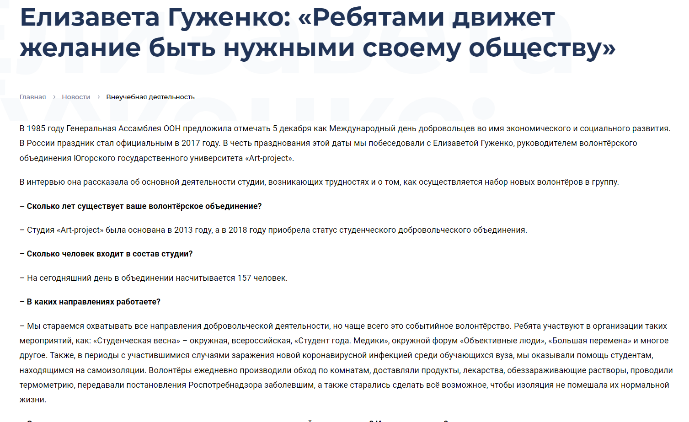 Елизавета Гуженко: «Ребятами движет
желание быть нужными своему обществу»
Главная › Новости › Внеучебная деятельность
В 1985 году Генеральная Ассамблея ООН предложила отмечать 5 декабря как Международный день добровольцев во имя экономического и социального развития.
В России праздник стал официальным в 2017 году. В честь празднования этой даты мы побеседовали с Елизаветой Гуженко, руководителем волонтёрского
объединения Югорского государственного университета «Art-project».
В интервью она рассказала об основной деятельности студии, возникающих трудностях и о том, как осуществляется набор новых волонтёров в группу.
– Сколько лет существует ваше волонтёрское объединение?
– Студия «Art-project» была основана в 2013 году, а в 2018 году приобрела статус студенческого добровольческого объединения.
– Сколько человек входит в состав студии?
– На сегодняшний день в объединении насчитывается 157 человек.
– В каких направлениях работаете?
– Мы стараемся охватывать все направления добровольческой деятельности, но чаще всего это событийное волонтёрство. Ребята участвуют в организации таких
мероприятий, как: «Студенческая весна» – окружная, всероссийская, «Студент года. Медики», окружной форум «Объективные люди», «Большая перемена» и многое
другое. Также, в периоды с участившимися случаями заражения новой коронавирусной инфекцией среди обучающихся вуза, мы оказывали помощь студентам,
находящимся на самоизоляции. Волонтёры ежедневно производили обход по комнатам, доставляли продукты, лекарства, обеззараживающие растворы, проводили
термометрию, передавали постановления Роспотребнадзора заболевшим, а также старались сделать всё возможное, чтобы изоляция не помешала их нормальной
жизни.